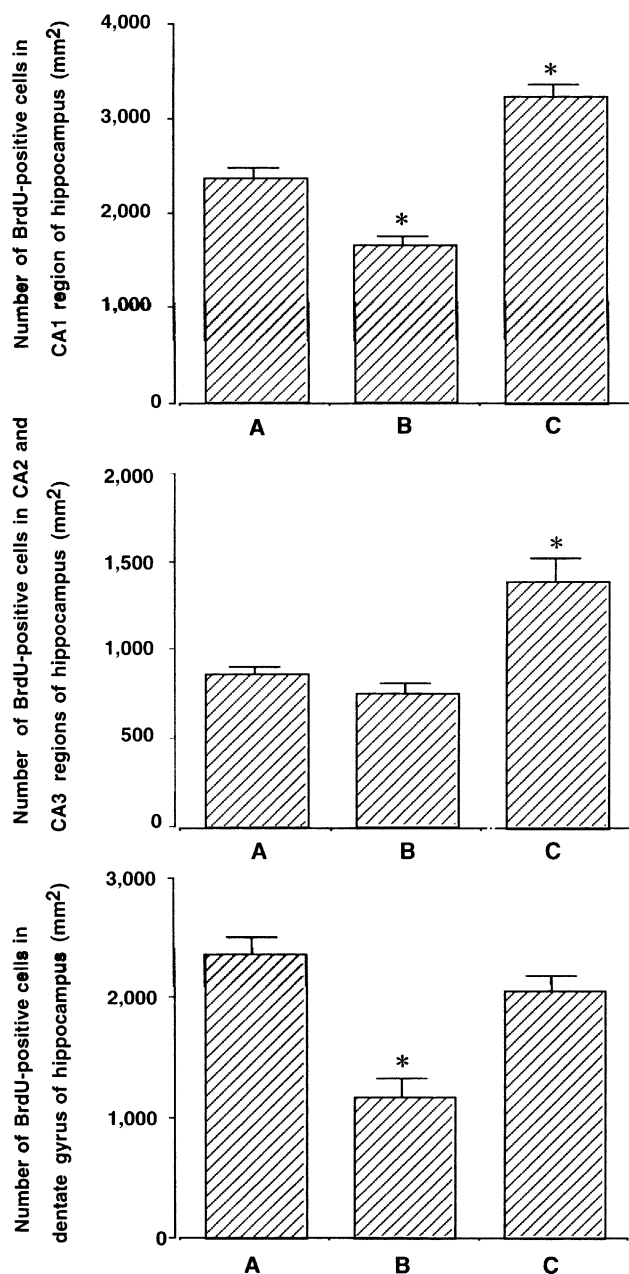 Number of BrdU-positive cells in
CA1 region of hippocampus (mm2)
4,000
3,000
2,000
1,000
0
*
*
A
B
C
Number of BrdU-positive cells in CA2 and
CA3 regions of hippocampus (mm2)
2,000
1,500
1,000
500
0
*
A
B
C
Number of BrdU-positive cells in
dentate gyrus of hippocampus (mm2)
3,000
2,000
1,000
0
*
A
B
C